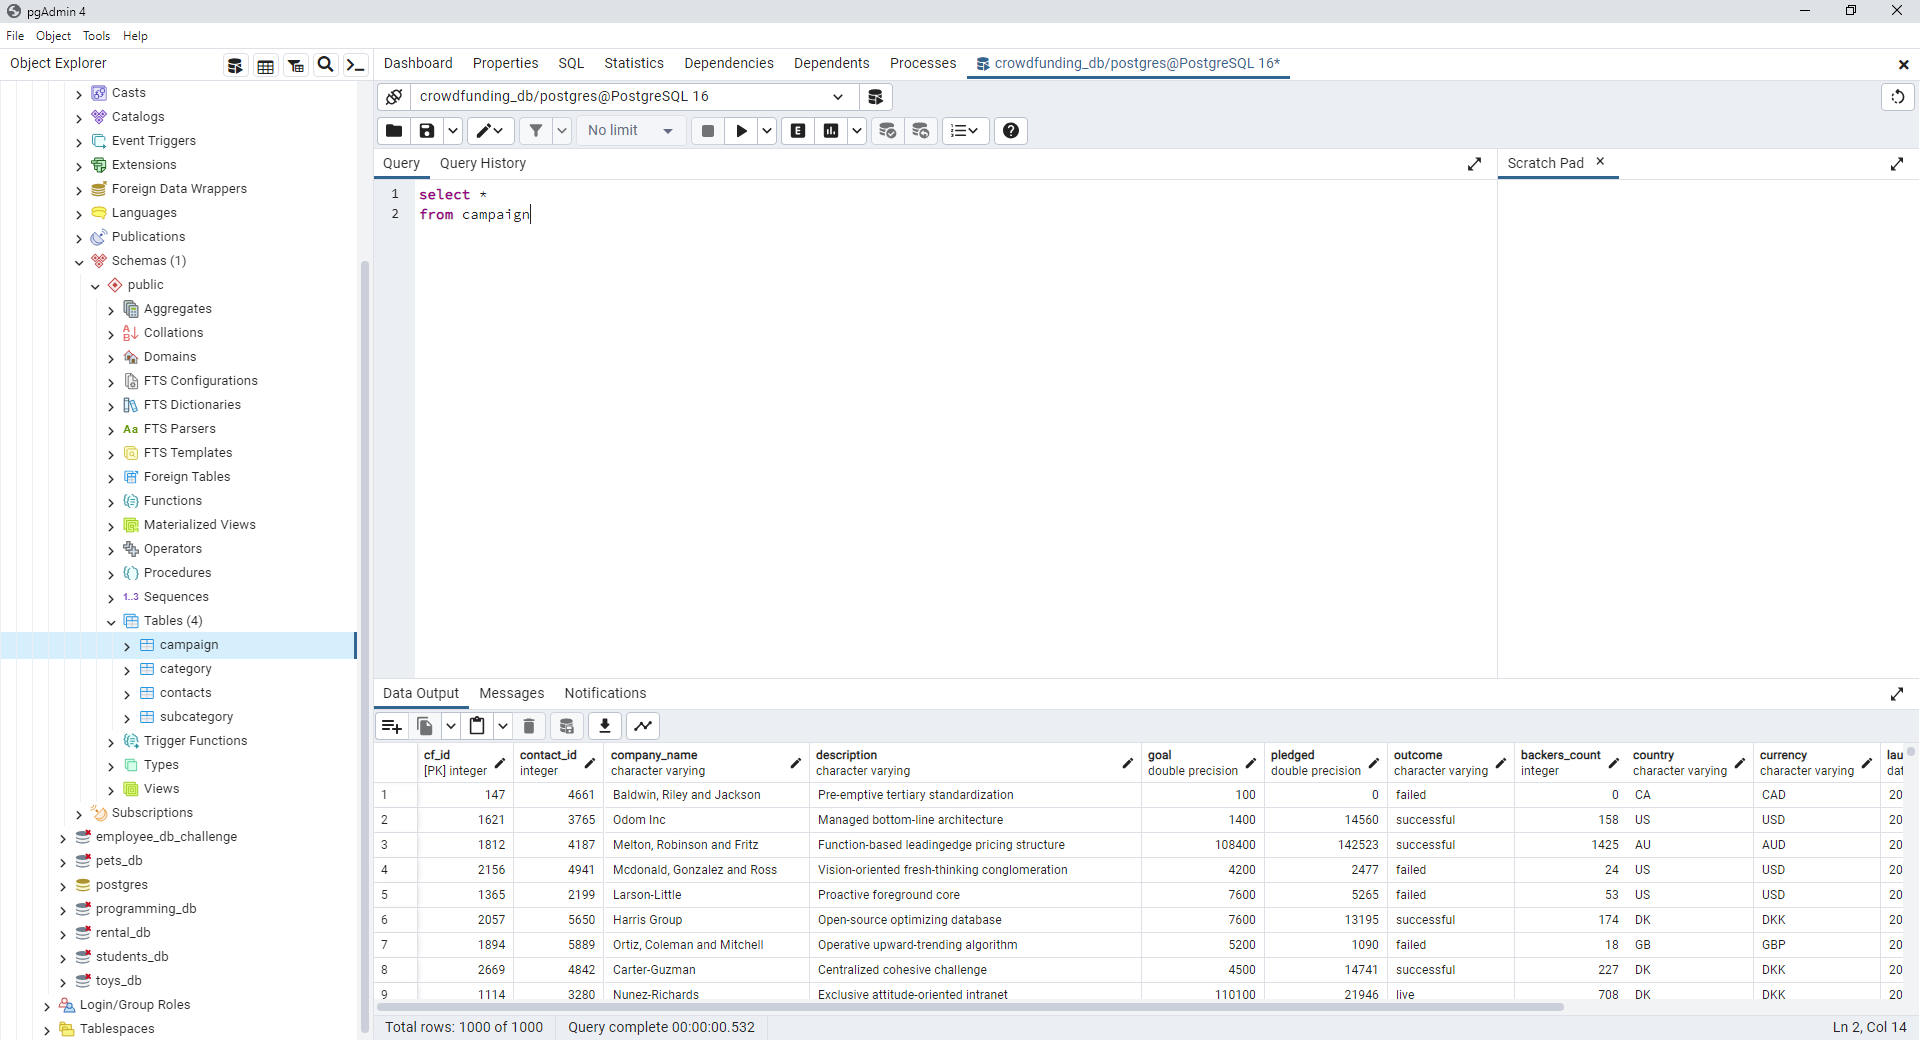 pgAdmin 4
File Object Tools Help
Object Explorer
Dashboard Properties SQL Statistics Dependencies Dependents Processes crowdfunding_db/postgres@PostgreSQL 16*
crowdfunding_db/postgres@PostgreSQL 16
No limit
E
Query Query History
Scratch Pad
1 select *
2 from campaign
Casts
Catalogs
Event Triggers
Extensions
Foreign Data Wrappers
Languages
Publications
Schemas (1)
public
Aggregates
Collations
Domains
FTS Configurations
FTS Dictionaries
Aa FTS Parsers
FTS Templates
Foreign Tables
Functions
Materialized Views
Operators
Procedures
1..3 Sequences
Tables (4)
campaign
category
contacts
subcategory
Trigger Functions
Types
Views
Subscriptions
employee_db_challenge
pets_db
postgres
programming_db
rental_db
students_db
toys_db
Login/Group Roles
Tablespaces
Data Output Messages Notifications
cf_id contact_id company_name description goal pledged outcome backers_count country currency lau
[PK] integer integer character varying character varying double precision double precision character varying integer character varying character varying dat
1 147 4661 Baldwin, Riley and Jackson Pre-emptive tertiary standardization 100 0 failed 0 CA CAD 20
2 1621 3765 Odom Inc Managed bottom-line architecture 1400 14560 successful 158 US USD 20
3 1812 4187 Melton, Robinson and Fritz Function-based leadingedge pricing structure 108400 142523 successful 1425 AU AUD 20
4 2156 4941 Mcdonald, Gonzalez and Ross Vision-oriented fresh-thinking conglomeration 4200 2477 failed 24 US USD 20
5 1365 2199 Larson-Little Proactive foreground core 7600 5265 failed 53 US USD 20
6 2057 5650 Harris Group Open-source optimizing database 7600 13195 successful 174 DK DKK 20
7 1894 5889 Ortiz, Coleman and Mitchell Operative upward-trending algorithm 5200 1090 failed 18 GB GBP 20
8 2669 4842 Carter-Guzman Centralized cohesive challenge 4500 14741 successful 227 DK DKK 20
9 1114 3280 Nunez-Richards Exclusive attitude-oriented intranet 110100 21946 live 708 DK DKK 20
Total rows: 1000 of 1000 Query complete 00:00:00.532 Ln 2, Col 14